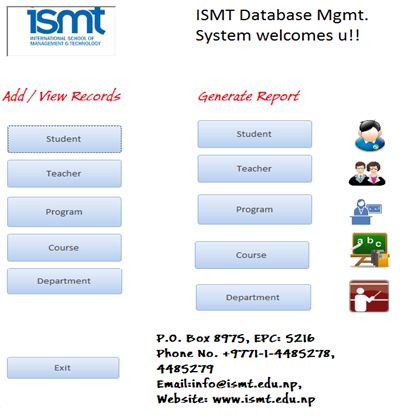 ismt
INTERNATIONAL SCHOOL OF
MANAGEMENT & TECHNOLOGY
ISMT Database Mgmt.
System welcomes u!!
Add / View Records
Generate Report
Student
Student
Teacher
Teacher
Program
Program
Course
Course
Department
Department
a b c
Exit
P.O. Box 8975, EPC: 5216
Phone No. +9771-1-4485278,
4485279
Email:info@ismt.edu.np,
Website: www.ismt.edu.np